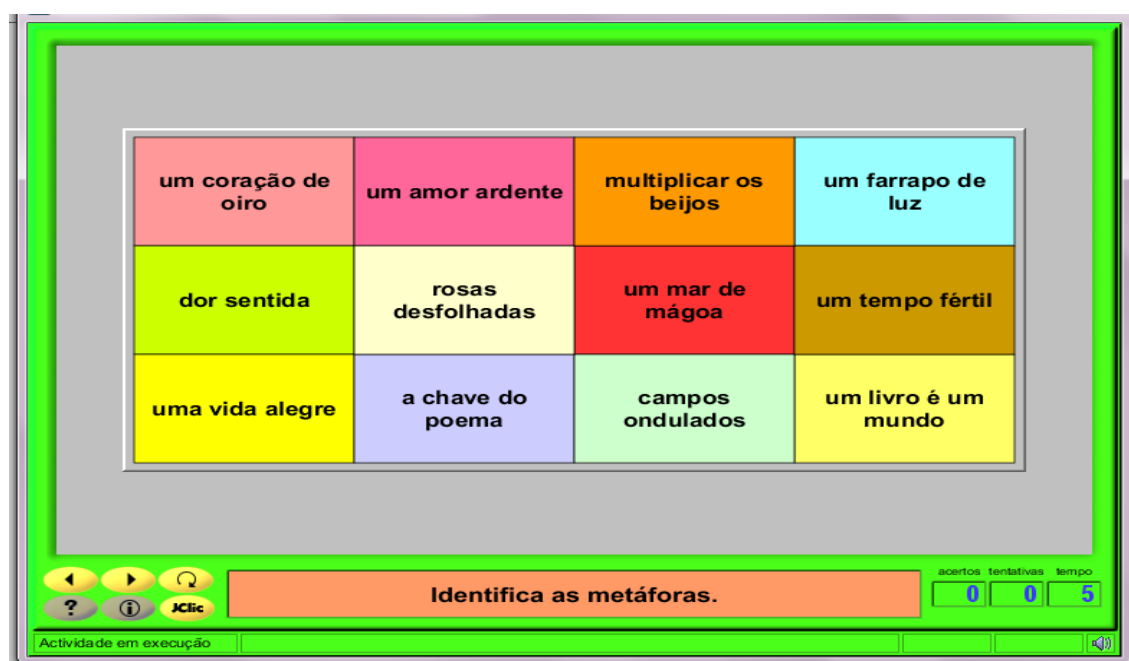 um coração de
oiro
um amor ardente
multiplicar os
beijos
um farrapo de
luz
dor sentida
rosas
desfolhadas
um mar de
mágoa
um tempo fértil
uma vida alegre
a chave do
poema
campos
ondulados
um livro é um
mundo
Identifica as metáforas.
acertos tentativas tempo
0 0 5
? i JClic
Actividade em execução